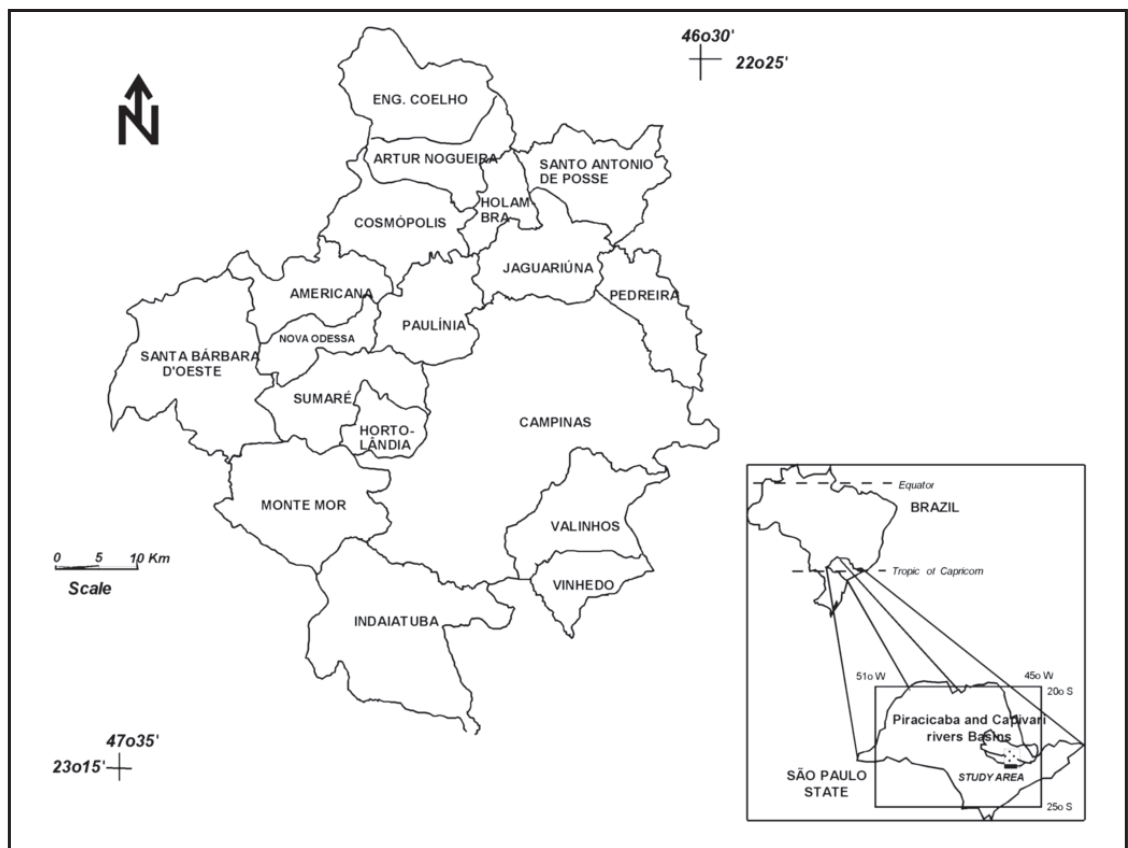 46o30'
22o25'
N
ENG. COELHO
ARTUR NOGUEIRA
SANTO ANTONIO
DE POSSE
HOLAM
BRA
COSMÓPOLIS
JAGUARIÚNA
PEDREIRA
AMERICANA
PAULÍNIA
NOVA ODESSA
SANTA BÁRBARA
D'OESTE
SUMARÉ
HORTO-
LÂNDIA
CAMPINAS
MONTE MOR
VALINHOS
VINHEDO
INDAIATUBA
0 5 10 Km
Scale
47o35'
23o15'
Equator
BRAZIL
Tropic of Capricorn
51o W
45o W
20o S
Piracicaba and Capivari
rivers Basins
STUDY AREA
SÃO PAULO
STATE
25o S